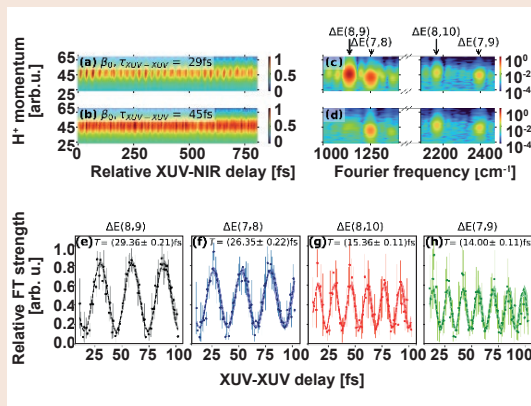 ΔE(8,9) ΔE(7,8) ΔE(8,10) ΔE(7,9)
H⁺ momentum [arb.u.]
65 45 25
(a) β₀, τXUV−XUV = 29fs
1 0.5 0
(c)
10⁰ 10⁻² 10⁻⁴
65 45 25
(b) β₀, τXUV−XUV = 45fs
1 0.5 0
(d)
10⁰ 10⁻² 10⁻⁴
0 250 500 750
1000 1250 2200 2400
Relative XUV-NIR delay [fs]
Fourier frequency [cm⁻¹]
ΔE(8,9) ΔE(7,8) ΔE(8,10) ΔE(7,9)
Relative FT strength [arb. u.]
1.0 0.8 0.6 0.4 0.2 0.0
(e) T= (29.36± 0.21)fs
(f) T= (26.35± 0.22)fs
(g) T= (15.36± 0.11)fs
(h) T= (14.00± 0.11)fs
25 50 75 100 25 50 75 100 25 50 75 100 25 50 75 100
XUV-XUV delay [fs]